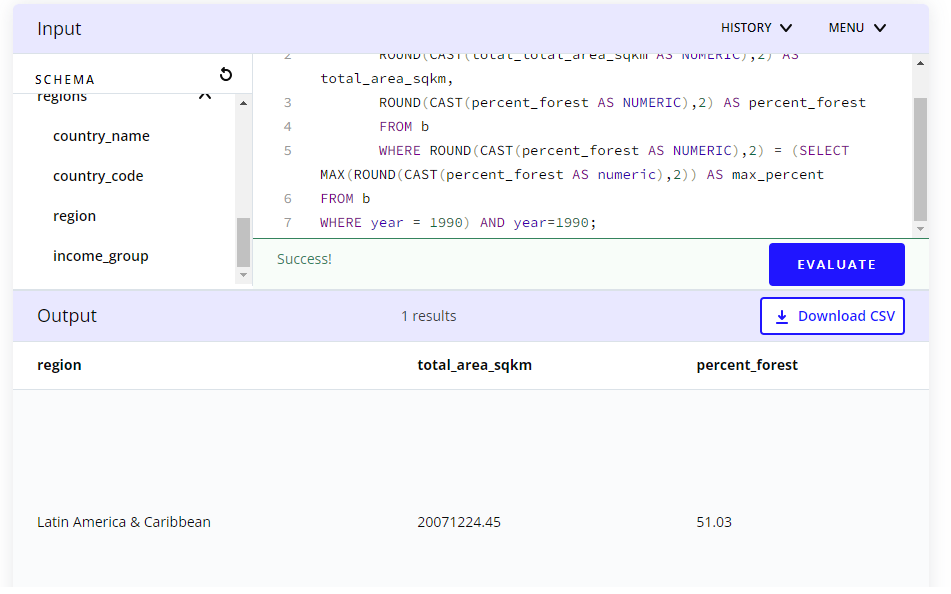 Input
HISTORY
MENU
SCHEMA
regions
country_name
country_code
region
income_group
2 ROUND(CAST(total_total_area_sqkm AS NUMERIC),2) AS
total_area_sqkm,
3 ROUND(CAST(percent_forest AS NUMERIC),2) AS percent_forest
4 FROM b
5 WHERE ROUND(CAST(percent_forest AS NUMERIC),2) = (SELECT
MAX(ROUND(CAST(percent_forest AS numeric),2)) AS max_percent
6 FROM b
7 WHERE year = 1990) AND year=1990;
Success!
EVALUATE
Output
1 results
Download CSV
region total_area_sqkm percent_forest
Latin America & Caribbean 20071224.45 51.03